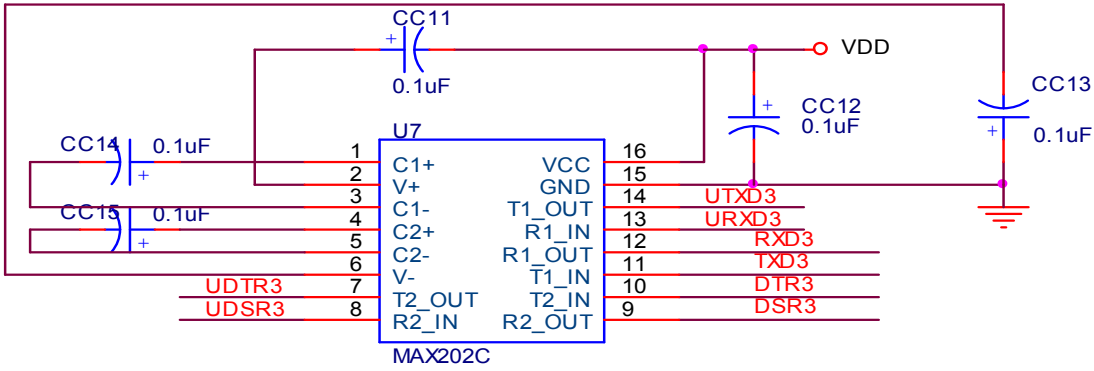 CC11
+
0.1uF
VDD
+
CC12
0.1uF
CC13
+
0.1uF
U7
CC14
0.1uF
+
CC15
0.1uF
+
1 C1+ VCC 16
2 V+ GND 15
3 C1- T1_OUT 14 UTXD3
4 C2+ R1_IN 13 URXD3
5 C2- R1_OUT 12 RXD3
6 V- T1_IN 11 TXD3
UDTR3 7 T2_OUT T2_IN 10 DTR3
UDSR3 8 R2_IN R2_OUT 9 DSR3
MAX202C